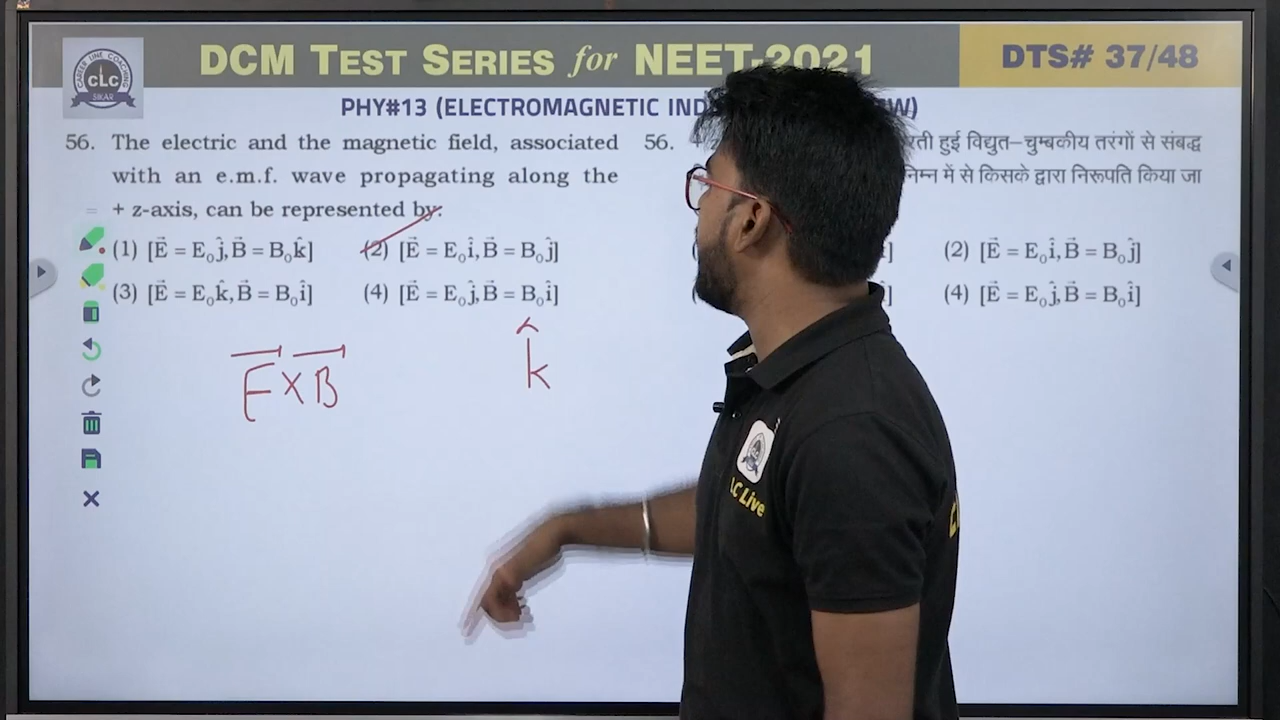 DCM TEST SERIES for NEET-2021
DTS# 37/48
CAREER LINE COACHING
CLC
SIKAR
PHY#13 (ELECTROMAGNETIC
56. The electric and the magnetic field, associated
with an e.m.f. wave propagating along the
+ z-axis, can be represented by:
(1) [E⃗ = E₀ĵ, B⃗ = B₀k̂] (2) [E⃗ = E₀î, B⃗ = B₀ĵ]
(3) [E⃗ = E₀k̂, B⃗ = B₀î] (4) [E⃗ = E₀ĵ, B⃗ = B₀î]
56.
हुई विद्युत–चुम्बकीय तरंगों से संबद्ध
में से किसके द्वारा निरूपति किया जा
(2) [E⃗ = E₀î, B⃗ = B₀ĵ]
(4) [E⃗ = E₀ĵ, B⃗ = B₀î]
E⃗ × B⃗
k̂
Live